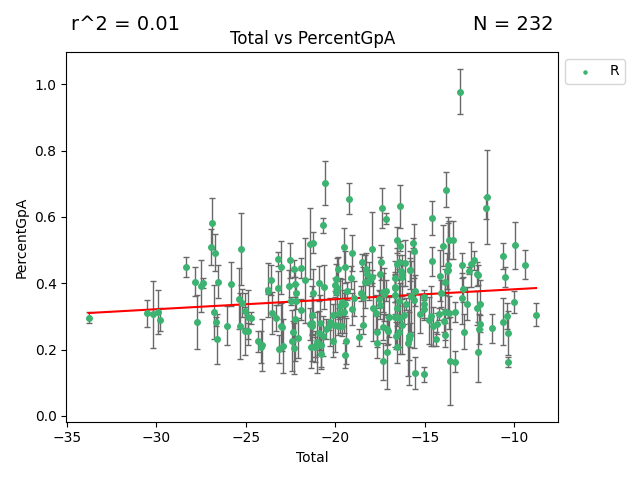 r^2 = 0.01 N = 232
Total vs PercentGpA
R
1.0
0.8
0.6
0.4
0.2
0.0
PercentGpA
−35 −30 −25 −20 −15 −10
Total